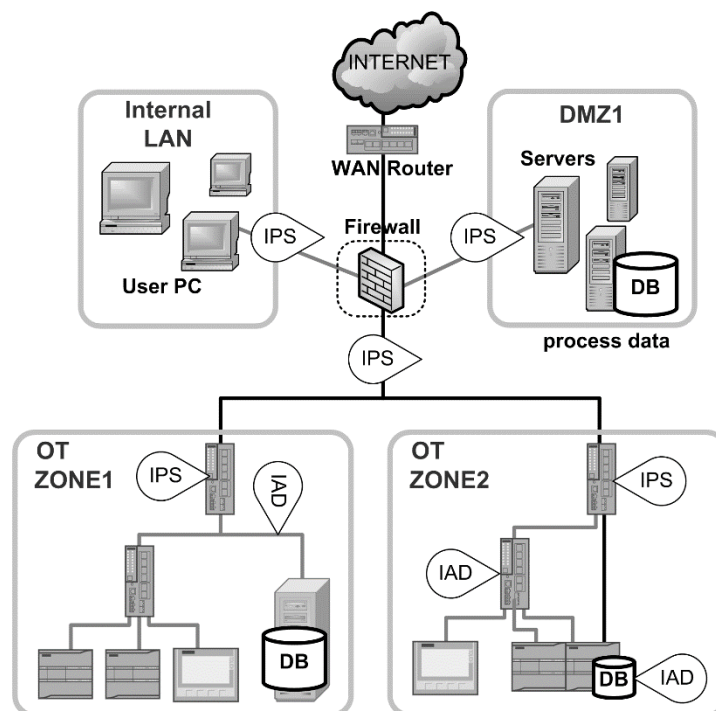 INTERNET
Internal
LAN
DMZ1
WAN Router
Servers
Firewall
IPS
IPS
User PC
DB
process data
IPS
OT
ZONE1
IPS
IAD
DB
OT
ZONE2
IPS
IAD
DB
IAD